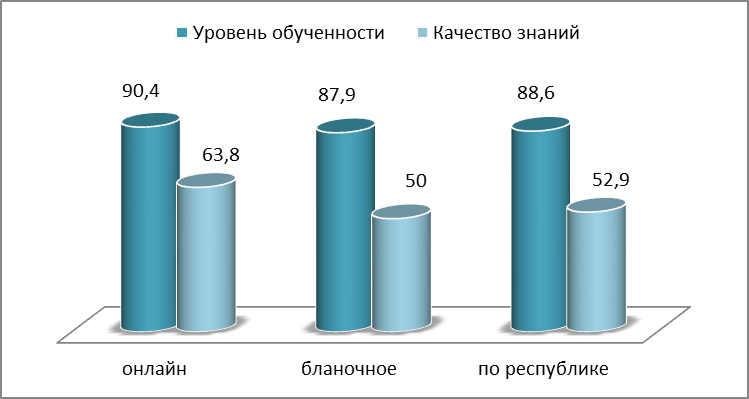 Уровень обученности Качество знаний
90,4 87,9 88,6
63,8 50 52,9
онлайн бланочное по республике